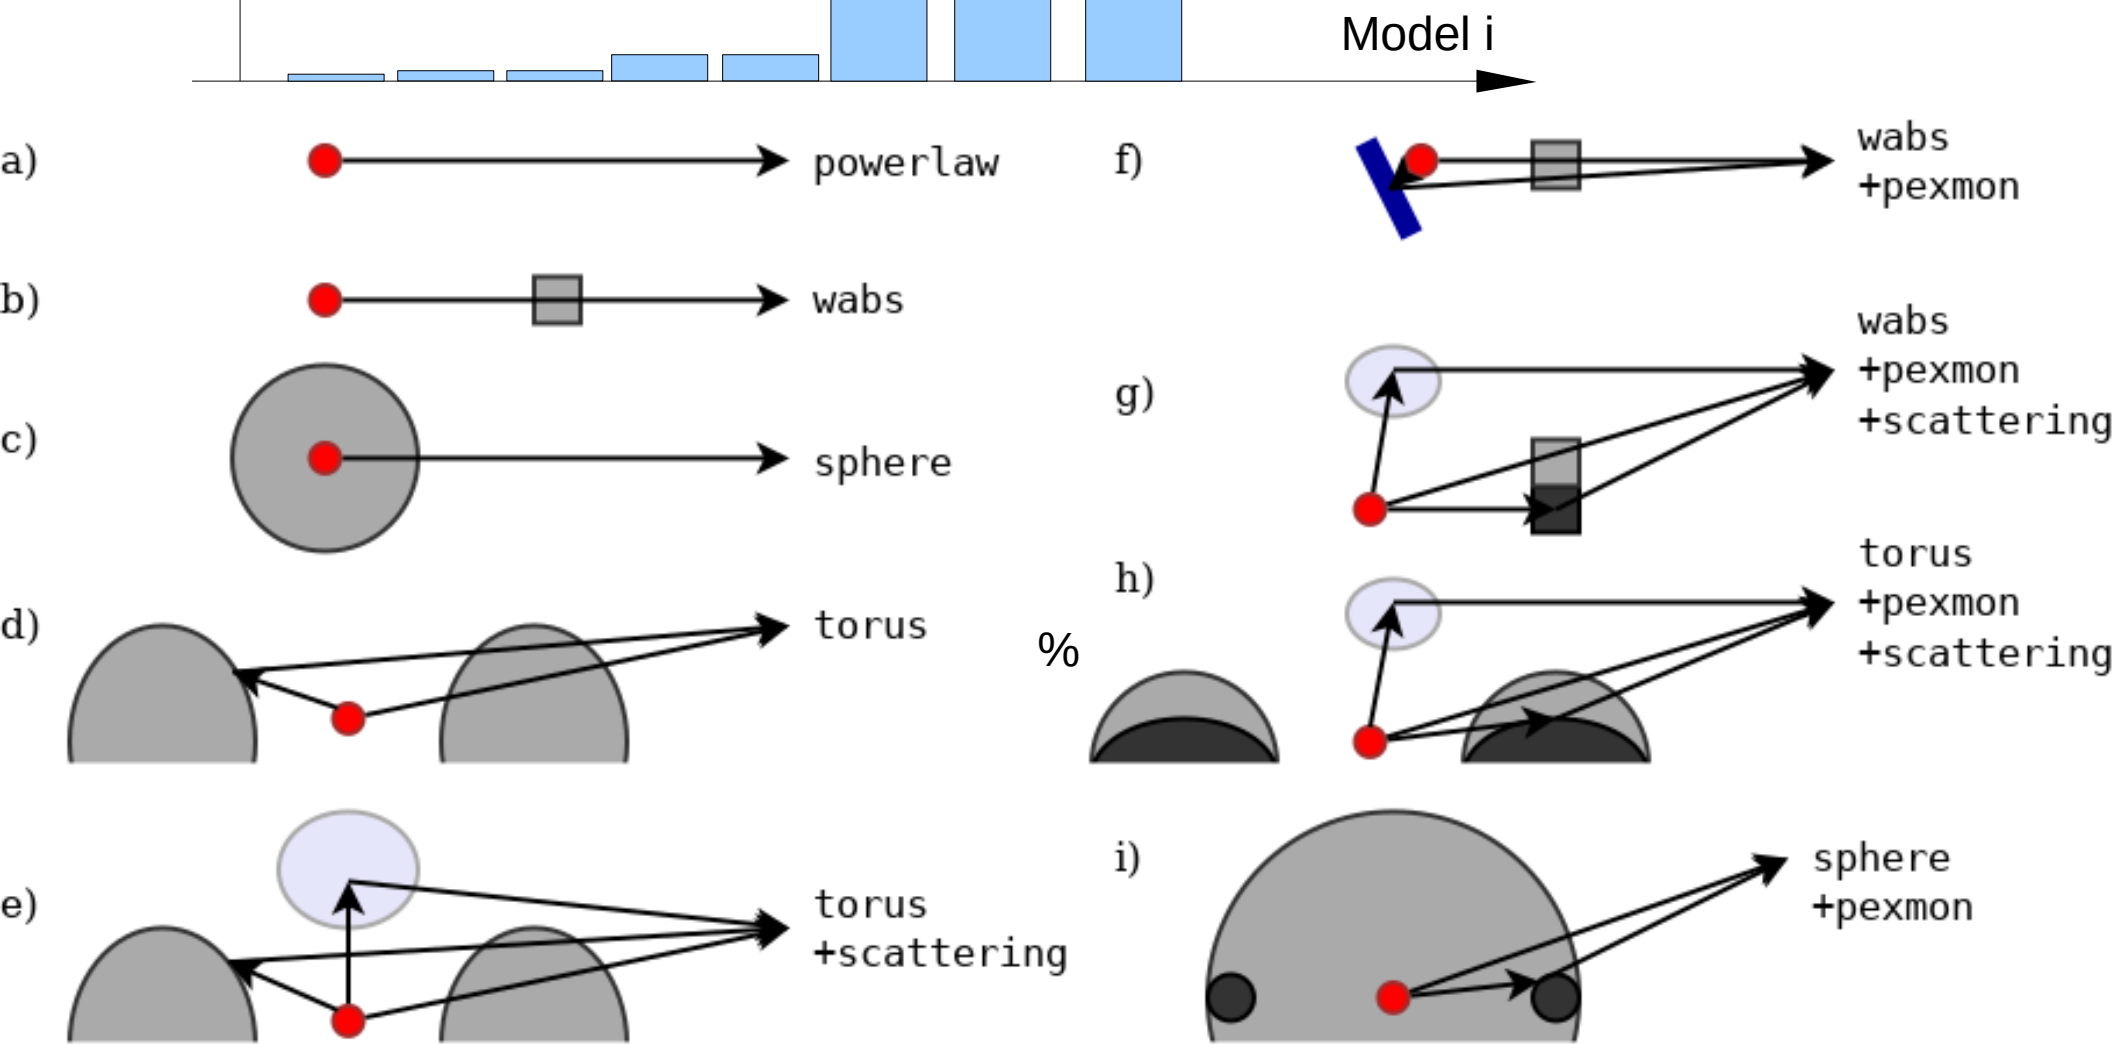 Model i
a)
powerlaw
b)
wabs
c)
sphere
d)
torus
e)
torus
+scattering
f)
wabs
+pexmon
g)
wabs
+pexmon
+scattering
h)
torus
+pexmon
+scattering
%
i)
sphere
+pexmon